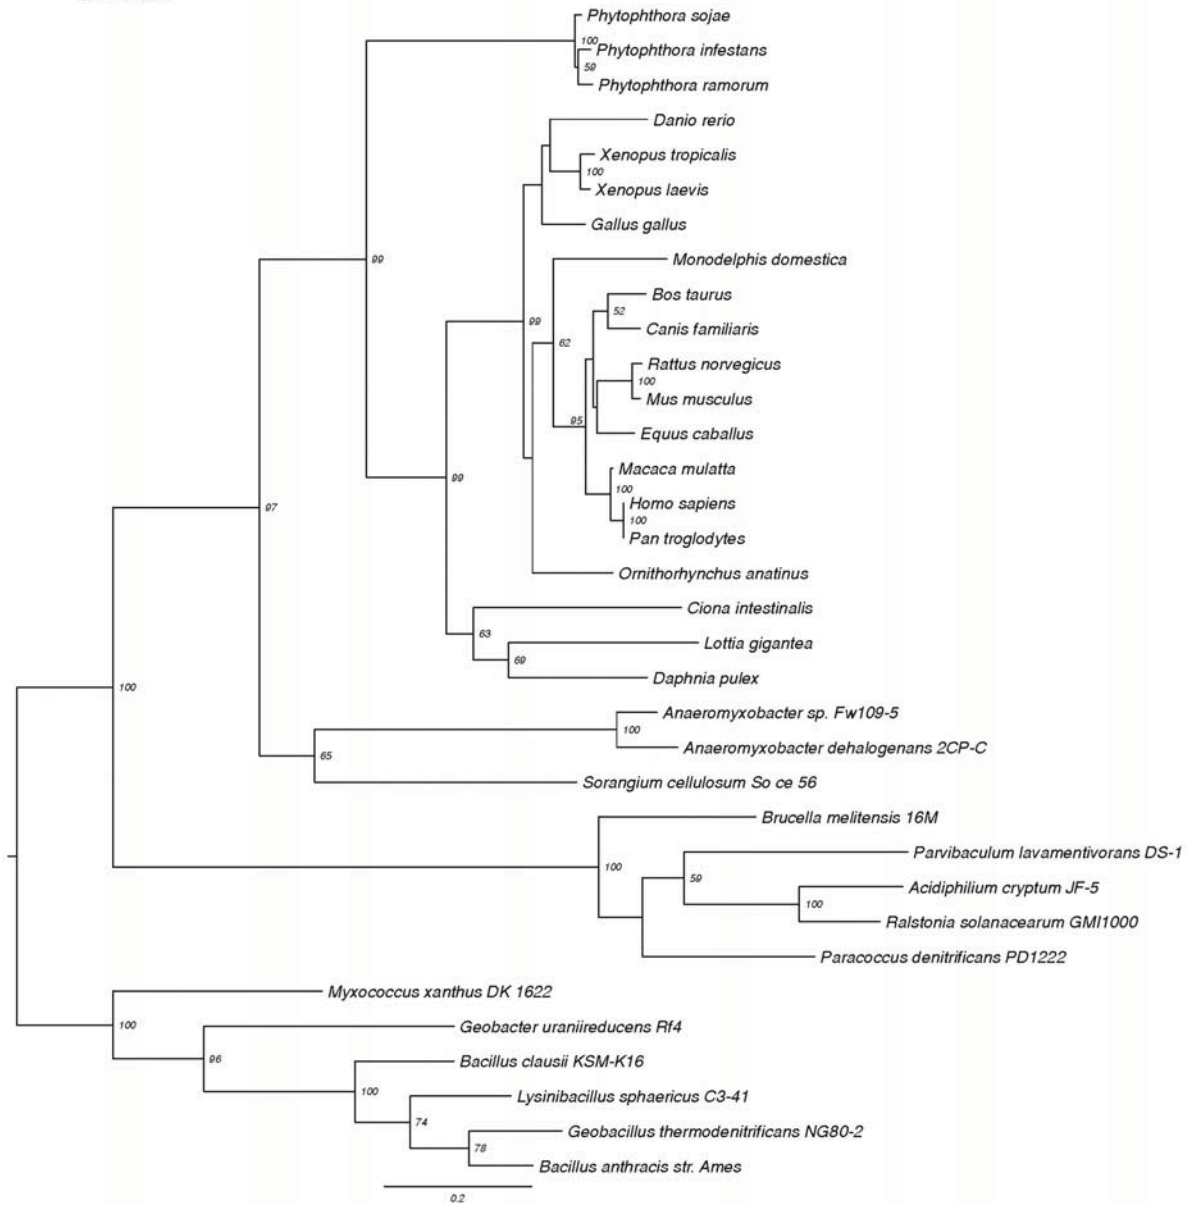 Phytophthora sojae
100
Phytophthora infestans
59
Phytophthora ramorum
Danio rerio
Xenopus tropicalis
100
Xenopus laevis
Gallus gallus
99
Monodelphis domestica
Bos taurus
52
Canis familiaris
99
62
Rattus norvegicus
100
Mus musculus
95
Equus caballus
Macaca mulatta
99
100
Homo sapiens
97
100
Pan troglodytes
Ornithorhynchus anatinus
Ciona intestinalis
63
Lottia gigantea
69
Daphnia pulex
100
Anaeromyxobacter sp. Fw109-5
100
Anaeromyxobacter dehalogenans 2CP-C
65
Sorangium cellulosum So ce 56
Brucella melitensis 16M
Parvibaculum lavamentivorans DS-1
100
59
Acidiphilium cryptum JF-5
100
Ralstonia solanacearum GMI1000
Paracoccus denitrificans PD1222
Myxococcus xanthus DK 1622
100
Geobacter uraniireducens Rf4
96
Bacillus clausii KSM-K16
100
Lysinibacillus sphaericus C3-41
74
Geobacillus thermodenitrificans NG80-2
78
Bacillus anthracis str. Ames
0.2